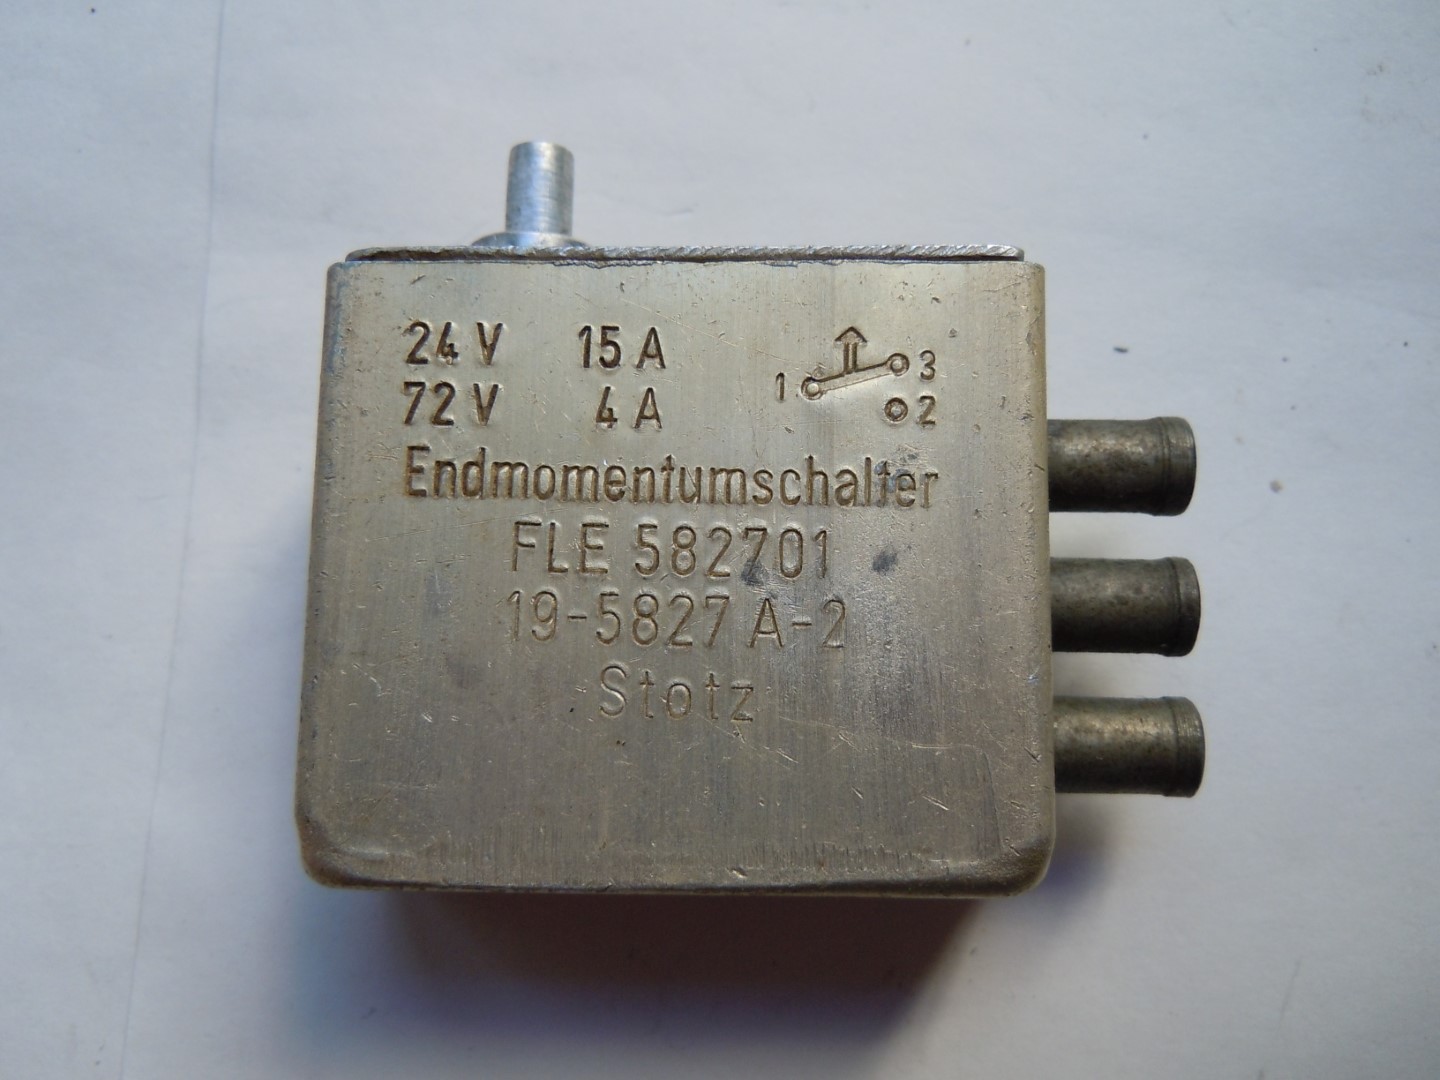 24 V 15 A
72 V 4 A
1 3
2
Endmomentumschalter
FLE 582701
19-5827 A-2
Stotz